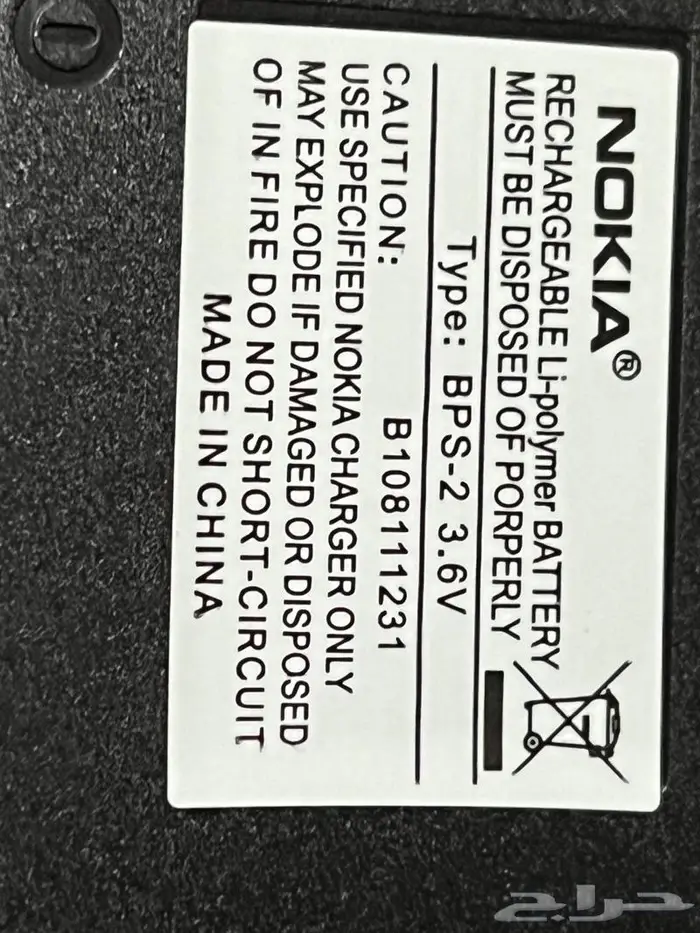 NOKIA®
RECHARGEABLE Li-polymer BATTERY
MUST BE DISPOSED OF PORPERLY
Type: BPS-2 3.6V
CAUTION: B108111231
USE SPECIFIED NOKIA CHARGER ONLY
MAY EXPLODE IF DAMAGED OR DISPOSED
OF IN FIRE DO NOT SHORT-CIRCUIT
MADE IN CHINA
حراج